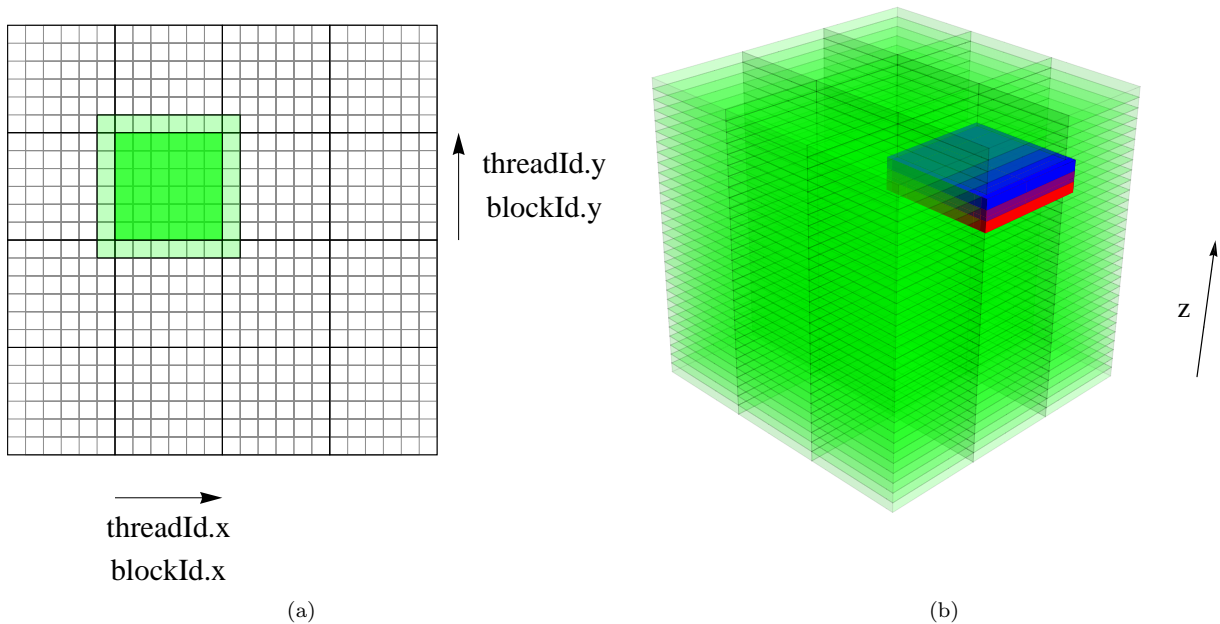 threadId.y
blockId.y
z
threadId.x
blockId.x
(a)
(b)